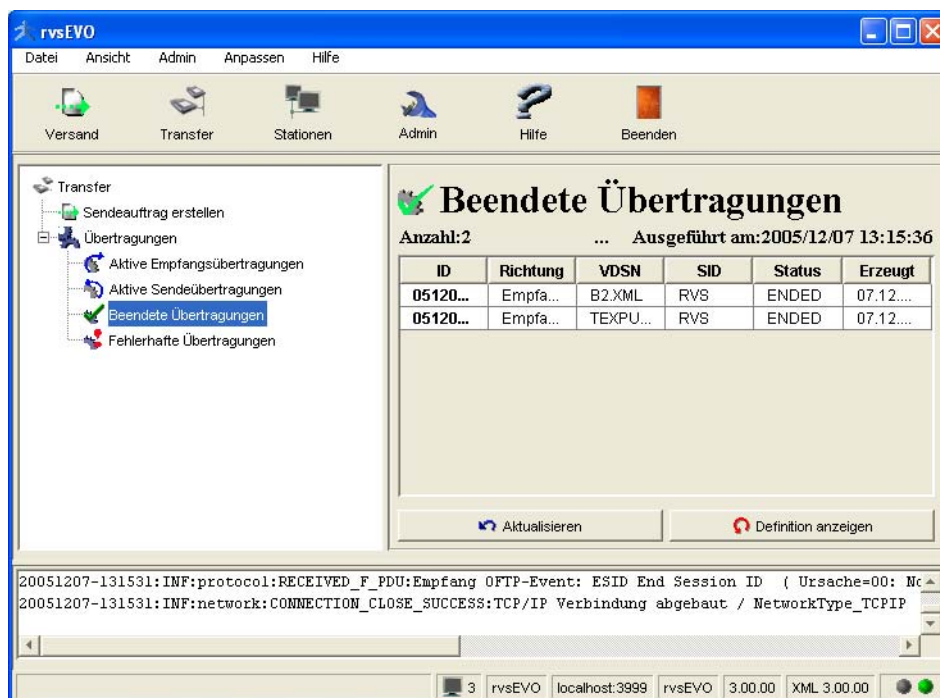 rvsEVO
Datei Ansicht Admin Anpassen Hilfe
Versand Transfer Stationen Admin Hilfe Beenden
Transfer
Sendeauftrag erstellen
Übertragungen
Aktive Empfangsübertragungen
Aktive Sendeübertragungen
Beendete Übertragungen
Fehlerhafte Übertragungen
Beendete Übertragungen
Anzahl:2 ... Ausgeführt am:2005/12/07 13:15:36
ID Richtung VDSN SID Status Erzeugt
05120... Empfa... B2.XML RVS ENDED 07.12....
05120... Empfa... TEXPU... RVS ENDED 07.12....
Aktualisieren Definition anzeigen
20051207-131531:INF:protocol:RECEIVED_F_PDU:Empfang OFTP-Event: ESID End Session ID ( Ursache=00: No
20051207-131531:INF:network:CONNECTION_CLOSE_SUCCESS:TCP/IP Verbindung abgebaut / NetworkType_TCPIP
3 rvsEVO localhost:3999 rvsEVO 3.00.00 XML 3.00.00